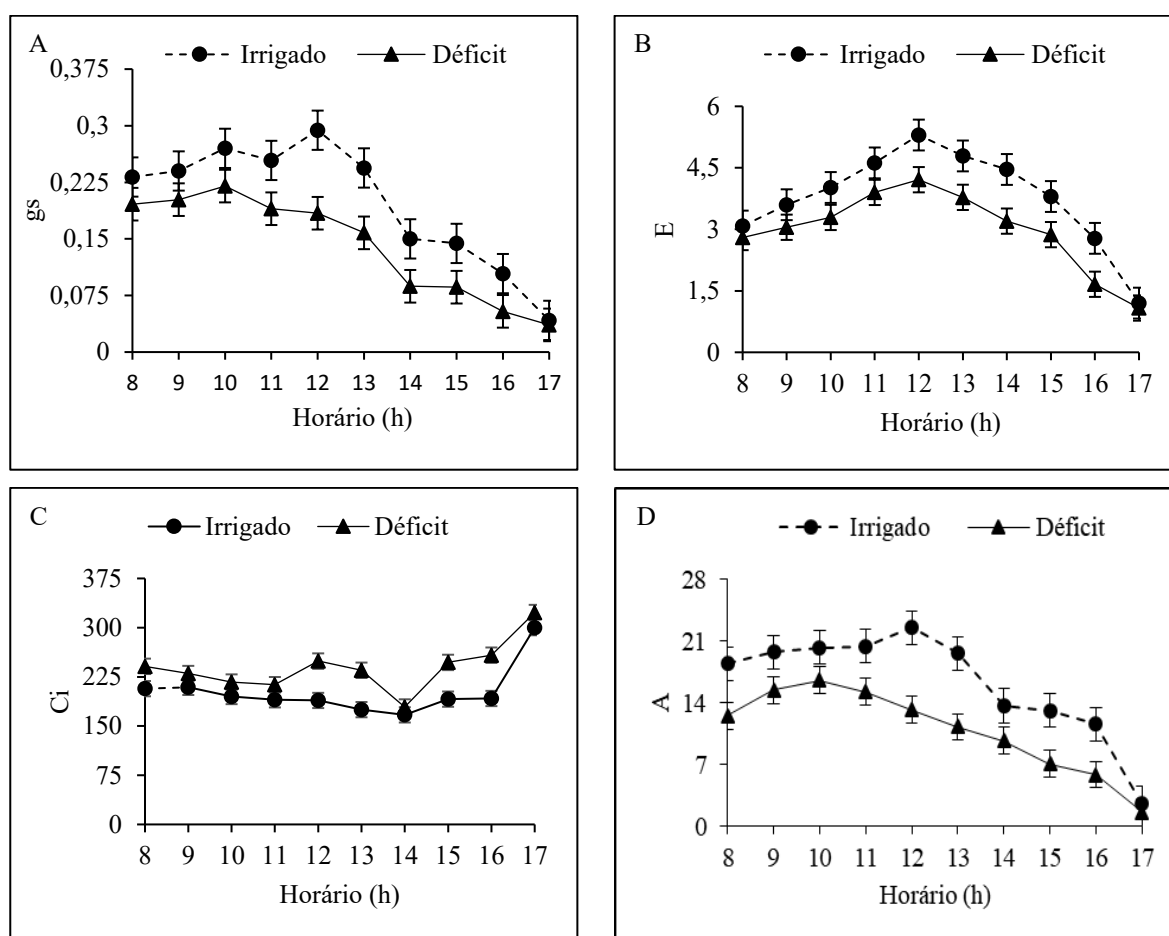 A
Irrigado Déficit
0,375
0,3
0,225
0,15
0,075
0
gs
8 9 10 11 12 13 14 15 16 17
Horário (h)
B
Irrigado Déficit
6
4,5
3
1,5
0
E
8 9 10 11 12 13 14 15 16 17
Horário (h)
C
Irrigado Déficit
375
300
225
150
75
0
Ci
8 9 10 11 12 13 14 15 16 17
Horário (h)
D
Irrigado Déficit
28
21
14
7
0
A
8 9 10 11 12 13 14 15 16 17
Horário (h)